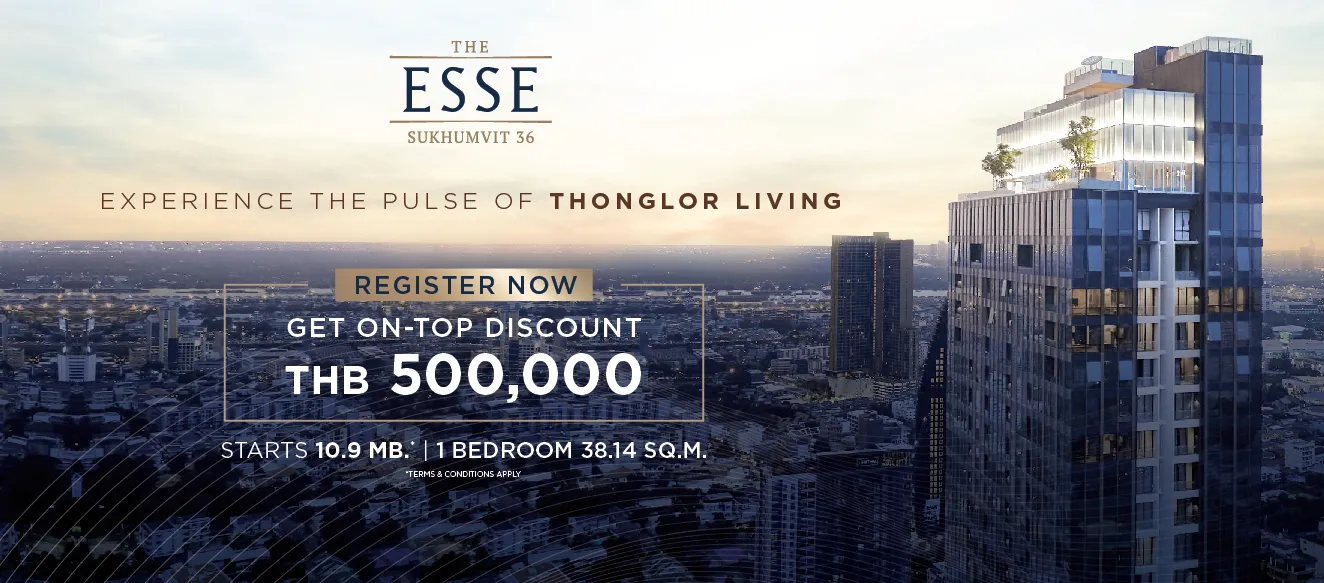 THE
ESSE
SUKHUMVIT 36
EXPERIENCE THE PULSE OF THONGLOR LIVING
REGISTER NOW
GET ON-TOP DISCOUNT
THB 500,000
STARTS 10.9 MB.* | 1 BEDROOM 38.14 SQ.M.
*TERMS & CONDITIONS APPLY